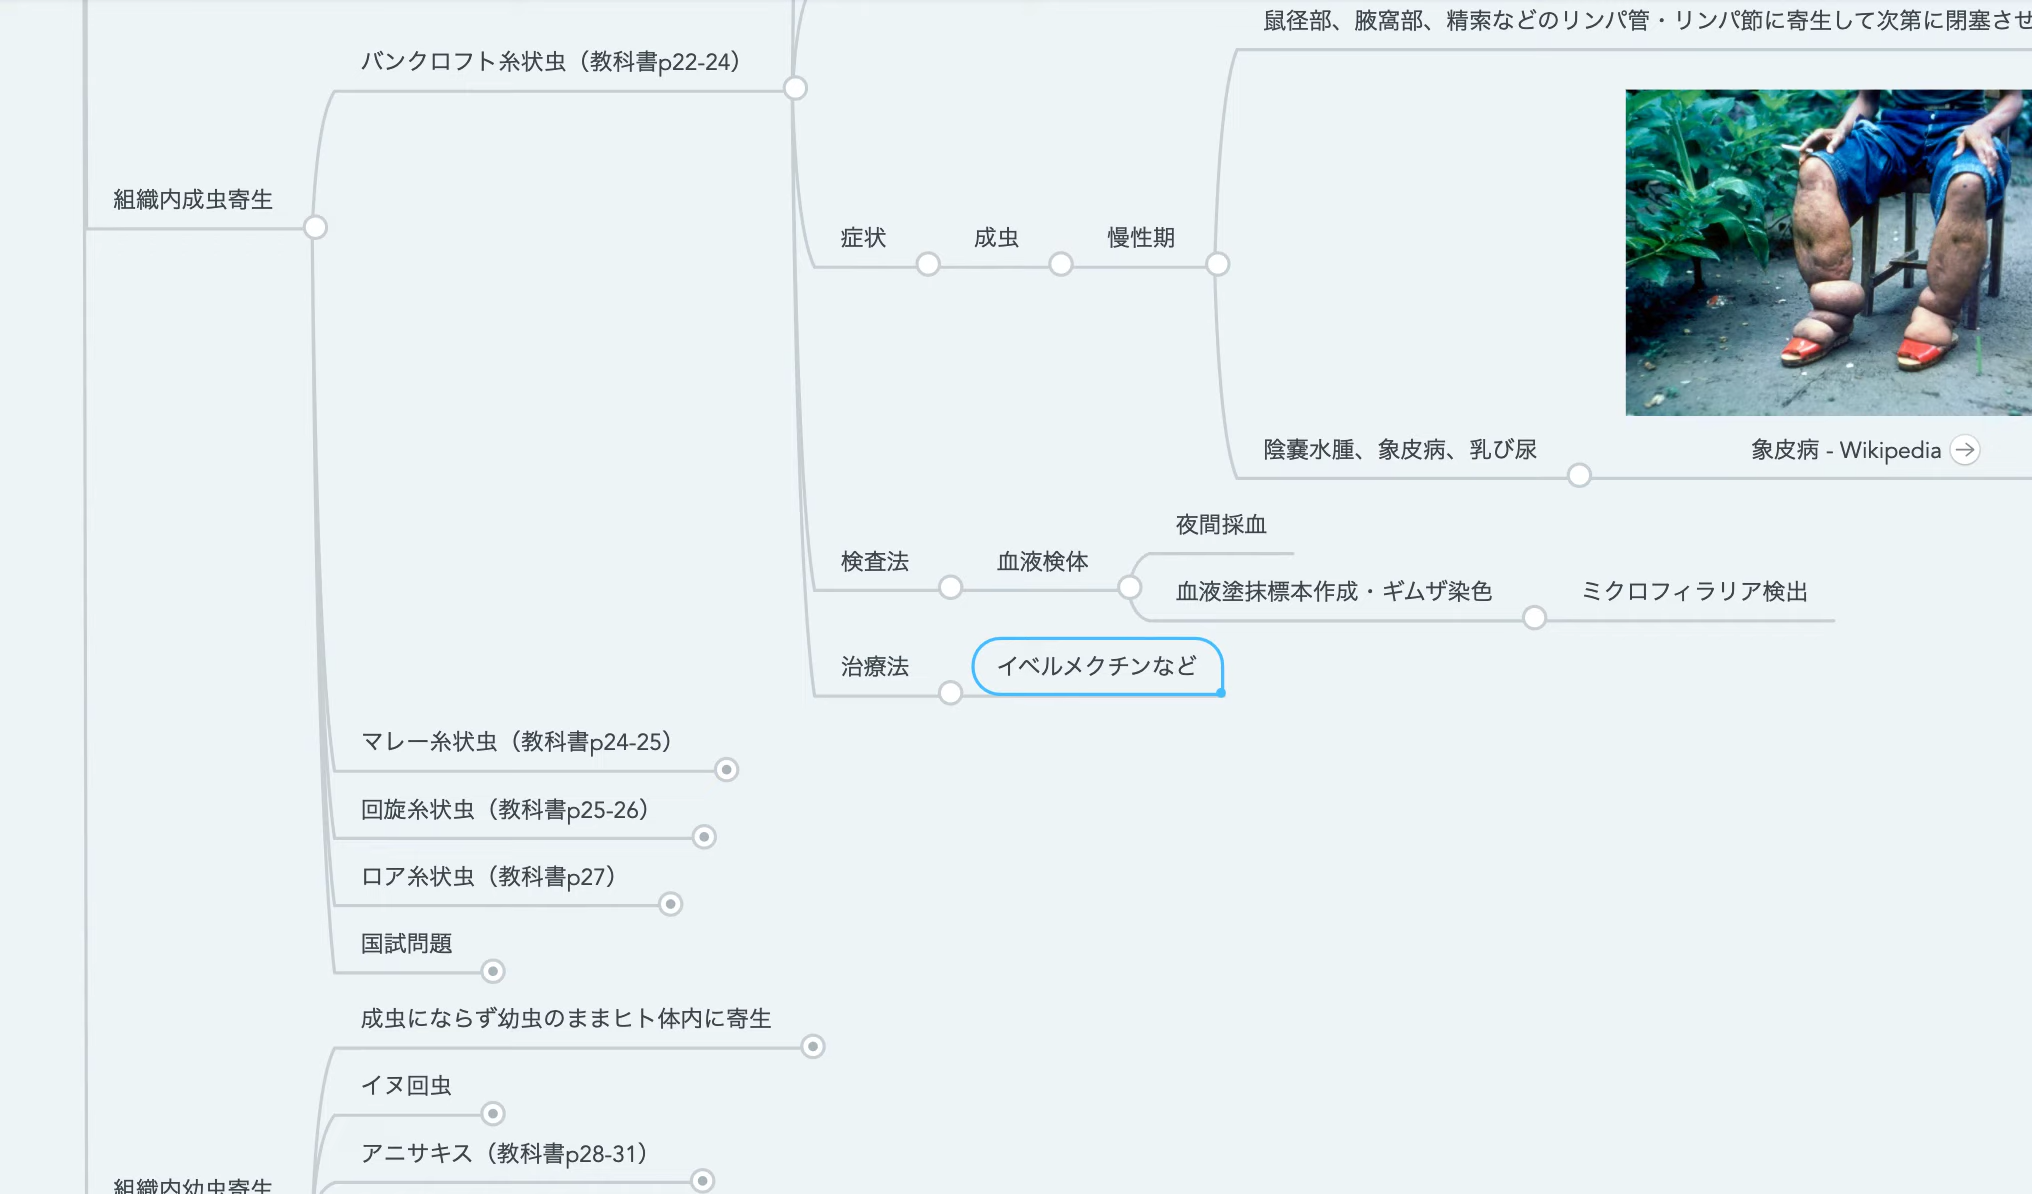 鼠径部、腋窩部、精索などのリンパ管・リンパ節に寄生して次第に閉塞させ
バンクロフト糸状虫（教科書p22-24）
組織内成虫寄生
症状
成虫
慢性期
陰嚢水腫、象皮病、乳び尿
象皮病 - Wikipedia
夜間採血
検査法
血液検体
血液塗抹標本作成・ギムザ染色
ミクロフィラリア検出
治療法
イベルメクチンなど
マレー糸状虫（教科書p24-25）
回旋糸状虫（教科書p25-26）
ロア糸状虫（教科書p27）
国試問題
成虫にならず幼虫のままヒト体内に寄生
イヌ回虫
アニサキス（教科書p28-31）
組織内幼虫寄生